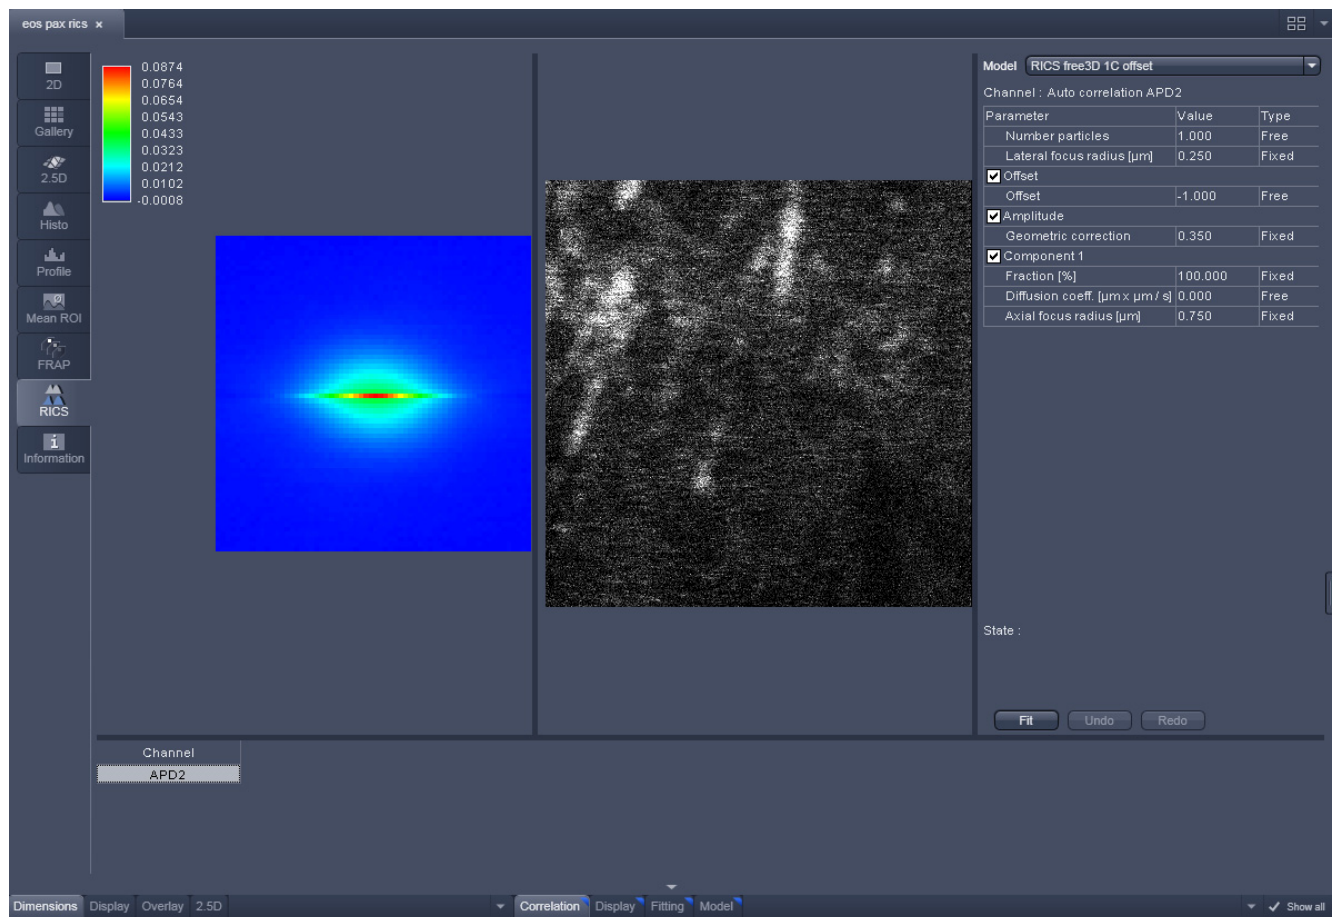 eos pax rics ×
2D
Gallery
2.5D
Histo
Profile
Mean ROI
FRAP
RICS
i
Information
0.0874
0.0764
0.0654
0.0543
0.0433
0.0323
0.0212
0.0102
-0.0008
Model RICS free3D 1C offset
Channel : Auto correlation APD2
Parameter Value Type
Number particles 1.000 Free
Lateral focus radius [µm] 0.250 Fixed
Offset
Offset -1.000 Free
Amplitude
Geometric correction 0.350 Fixed
Component 1
Fraction [%] 100.000 Fixed
Diffusion coeff. [µm x µm / s] 0.000 Free
Axial focus radius [µm] 0.750 Fixed
State :
Fit Undo Redo
Channel
APD2
Dimensions Display Overlay 2.5D Correlation Display Fitting Model Show all